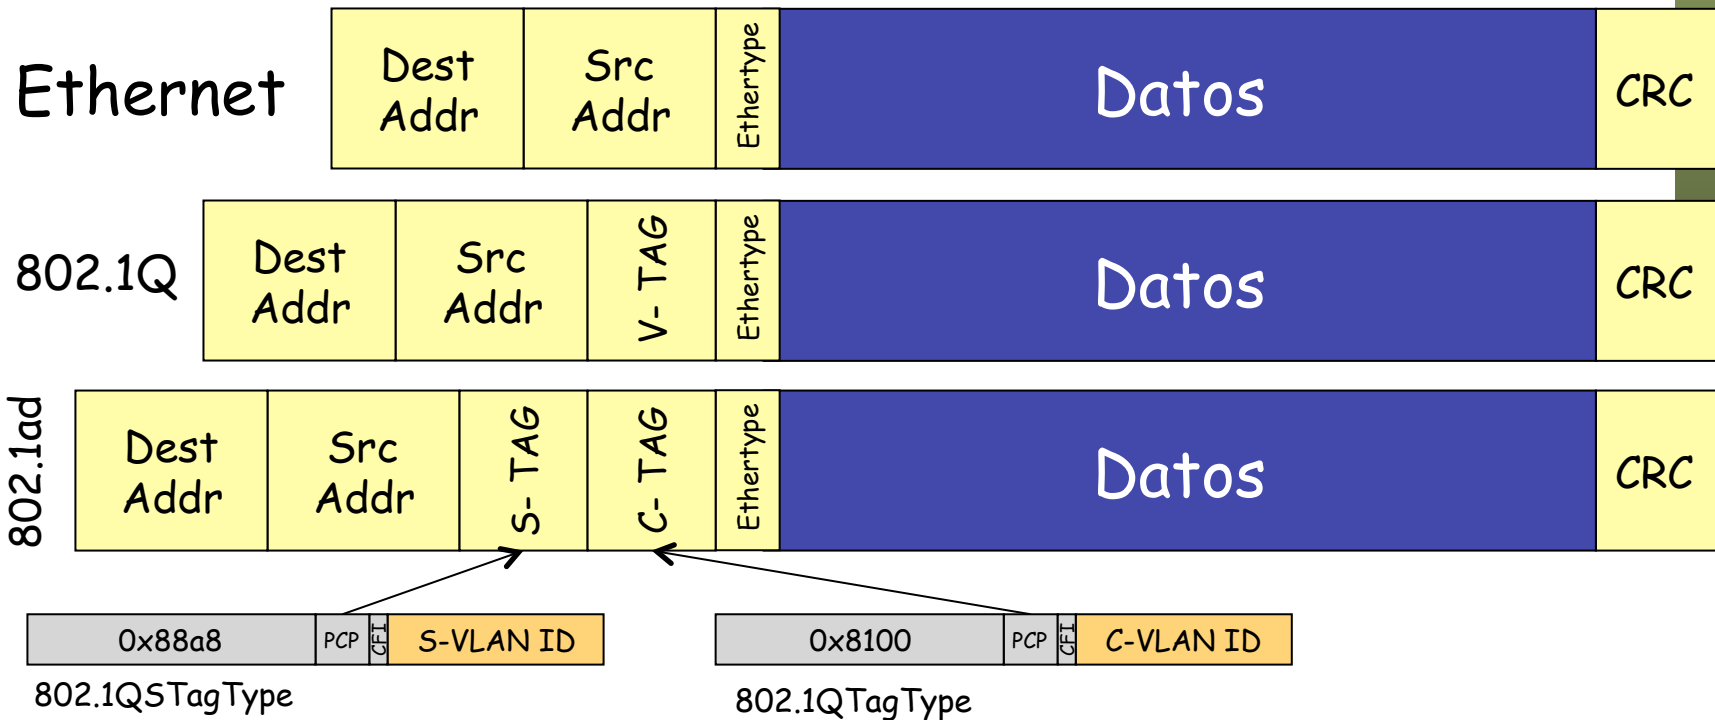 Ethernet
Dest
Addr
Src
Addr
Ethertype
Datos
CRC
802.1Q
Dest
Addr
Src
Addr
V- TAG
Ethertype
Datos
CRC
802.1ad
Dest
Addr
Src
Addr
S- TAG
C- TAG
Ethertype
Datos
CRC
0x88a8
PCP
CFI
S-VLAN ID
802.1QSTagType
0x8100
PCP
CFI
C-VLAN ID
802.1QTagType